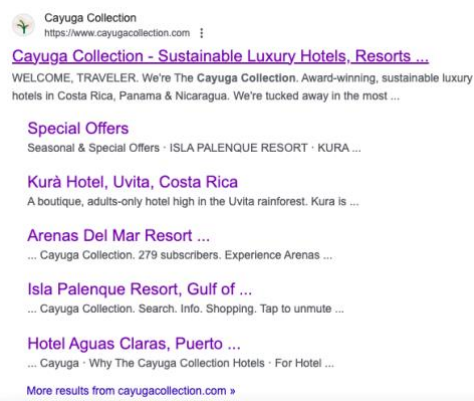 Cayuga Collection
https://www.cayugacollection.com
Cayuga Collection - Sustainable Luxury Hotels, Resorts ...
WELCOME, TRAVELER. We're The Cayuga Collection. Award-winning, sustainable luxury
hotels in Costa Rica, Panama & Nicaragua. We're tucked away in the most ...
Special Offers
Seasonal & Special Offers · ISLA PALENQUE RESORT · KURA ...
Kurà Hotel, Uvita, Costa Rica
A boutique, adults-only hotel high in the Uvita rainforest. Kura is ...
Arenas Del Mar Resort ...
... Cayuga Collection. 279 subscribers. Experience Arenas ...
Isla Palenque Resort, Gulf of ...
... Cayuga Collection. Search. Info. Shopping. Tap to unmute ...
Hotel Aguas Claras, Puerto ...
... Cayuga · Why The Cayuga Collection Hotels · For Hotel ...
More results from cayugacollection.com »